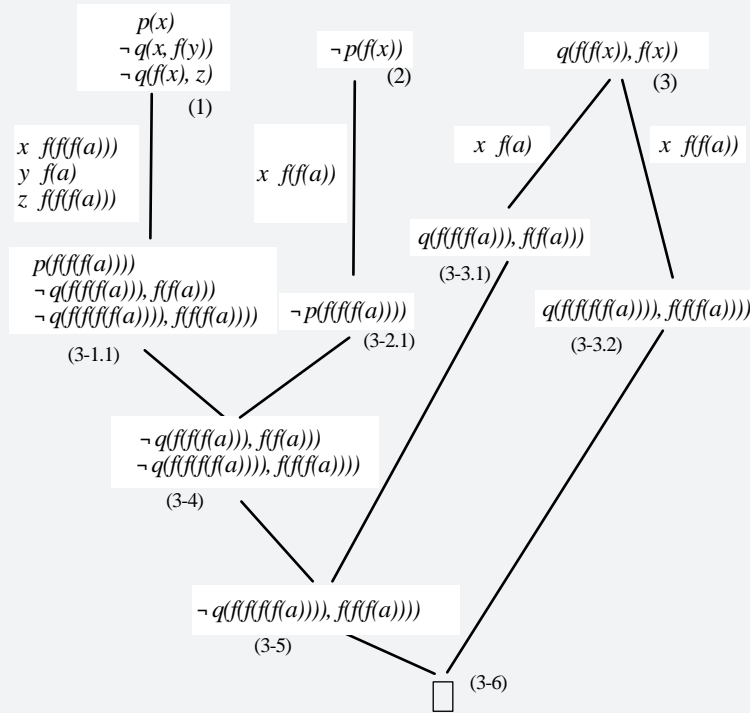 p(x)
¬ q(x, f(y))
¬ q(f(x), z)
(1)
¬ p(f(x))
(2)
q(f(f(x)), f(x))
(3)
x f(f(f(a)))
y f(a)
z f(f(f(a)))
x f(f(a))
x f(a)
x f(f(a))
p(f(f(f(a))))
¬ q(f(f(f(a))), f(f(a)))
¬ q(f(f(f(f(a)))), f(f(f(a))))
(3-1.1)
¬ p(f(f(f(a))))
(3-2.1)
q(f(f(f(a))), f(f(a)))
(3-3.1)
q(f(f(f(f(a)))), f(f(f(a))))
(3-3.2)
¬ q(f(f(f(a))), f(f(a)))
¬ q(f(f(f(f(a)))), f(f(f(a))))
(3-4)
¬ q(f(f(f(f(a)))), f(f(f(a))))
(3-5)
(3-6)